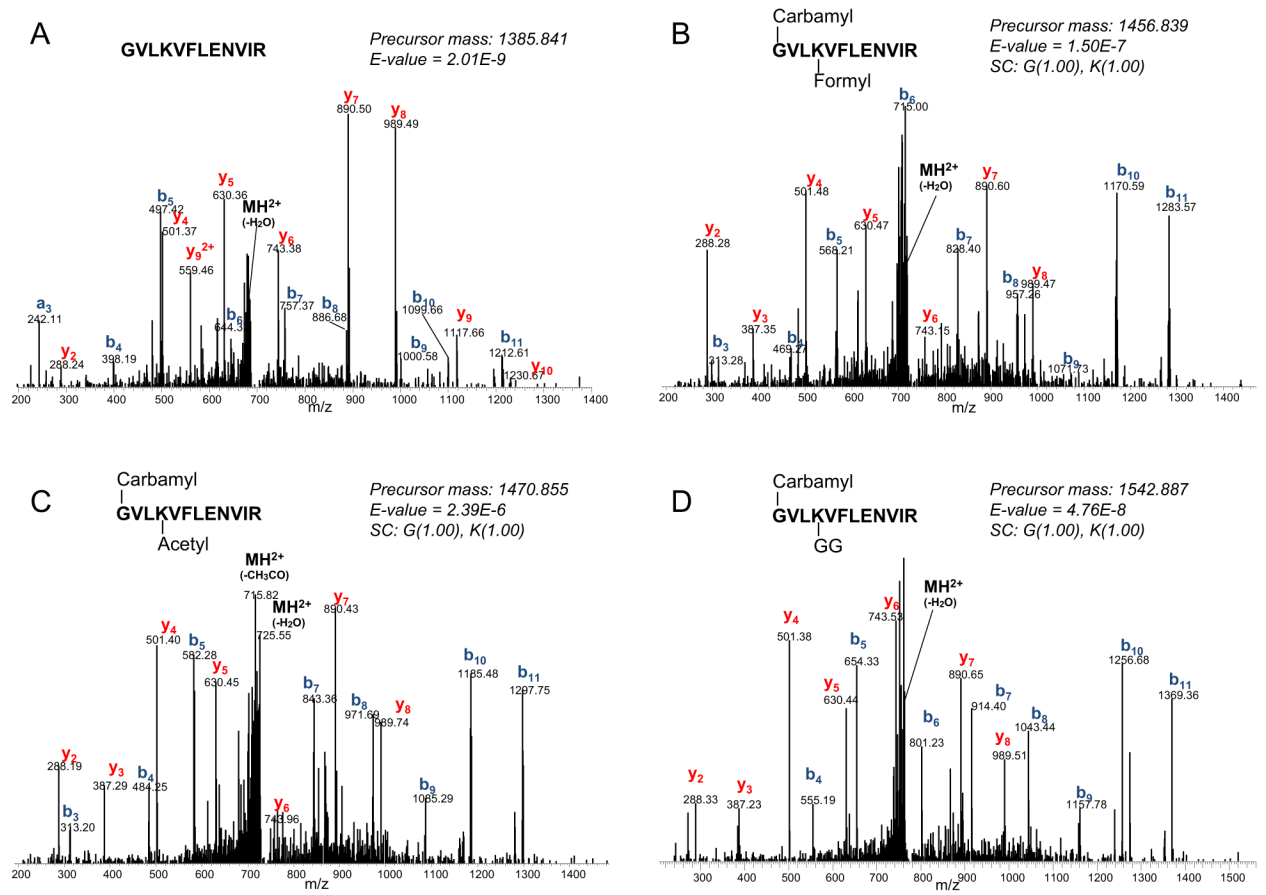 A
GVLKVFLENVIR
Precursor mass: 1385.841
E-value = 2.01E-9
y7
890.50
y8
989.49
b5
497.42
y4
501.37
y5
630.36
MH2+
(-H2O)
y9 2+
559.46
y6
743.38
a3
242.11
y2
288.24
b4
398.19
b6
644.3
b7
757.37
b8
886.68
b10
1099.66
b9
1000.58
y9
1117.66
b11
1212.61
y10
1230.67
200 300 400 500 600 700 800 900 1000 1100 1200 1300 1400
m/z
B
Carbamyl
GVLKVFLENVIR
Formyl
Precursor mass: 1456.839
E-value = 1.50E-7
SC: G(1.00), K(1.00)
b6
715.00
MH2+
(-H2O)
y4
501.48
y7
890.60
b10
1170.59
b11
1283.57
y2
288.28
b5
568.21
y5
630.47
b7
828.40
b8
957.26
y8
989.47
y3
387.35
b3
313.28
b4
469.27
y6
743.15
b9
1071.73
200 300 400 500 600 700 800 900 1000 1100 1200 1300 1400
m/z
C
Carbamyl
GVLKVFLENVIR
Acetyl
Precursor mass: 1470.855
E-value = 2.39E-6
SC: G(1.00), K(1.00)
MH2+
(-CH3CO)
715.82
MH2+
(-H2O)
725.55
y7
890.43
y4
501.40
b5
582.28
y5
630.45
b7
843.36
b8
971.69
y8
989.74
b10
1185.48
b11
1297.75
y2
288.19
y3
387.29
b4
484.25
b3
313.20
y6
743.96
b9
1085.29
200 300 400 500 600 700 800 900 1000 1100 1200 1300 1400
m/z
D
Carbamyl
GVLKVFLENVIR
GG
Precursor mass: 1542.887
E-value = 4.76E-8
SC: G(1.00), K(1.00)
y6
743.53
MH2+
(-H2O)
y4
501.38
b5
654.33
y5
630.44
y7
890.65
b7
914.40
b6
801.23
y8
989.51
b8
1043.44
b10
1256.68
b11
1369.36
y2
288.33
y3
387.23
b4
555.19
b9
1157.78
300 400 500 600 700 800 900 1000 1100 1200 1300 1400 1500
m/z